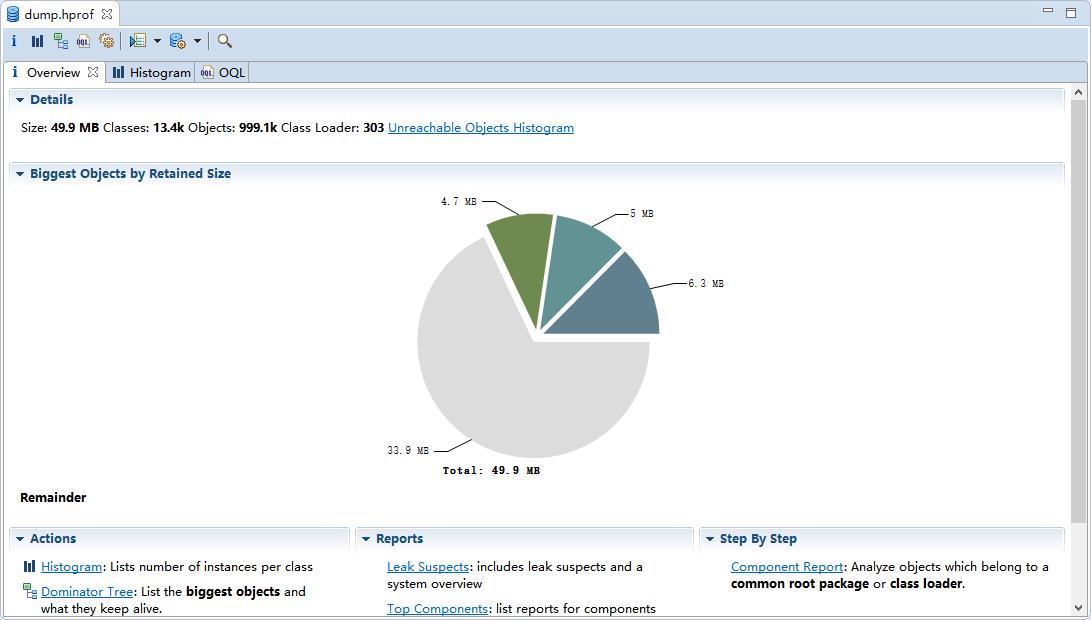 dump.hprof
i
OQL
i Overview Histogram OQL OQL
Details
Size: 49.9 MB Classes: 13.4k Objects: 999.1k Class Loader: 303 Unreachable Objects Histogram
Biggest Objects by Retained Size
4.7 MB
5 MB
6.3 MB
33.9 MB
Total: 49.9 MB
Remainder
Actions
Histogram: Lists number of instances per class
Dominator Tree: List the biggest objects and
what they keep alive.
Reports
Leak Suspects: includes leak suspects and a
system overview
Top Components: list reports for components
Step By Step
Component Report: Analyze objects which belong to a
common root package or class loader.